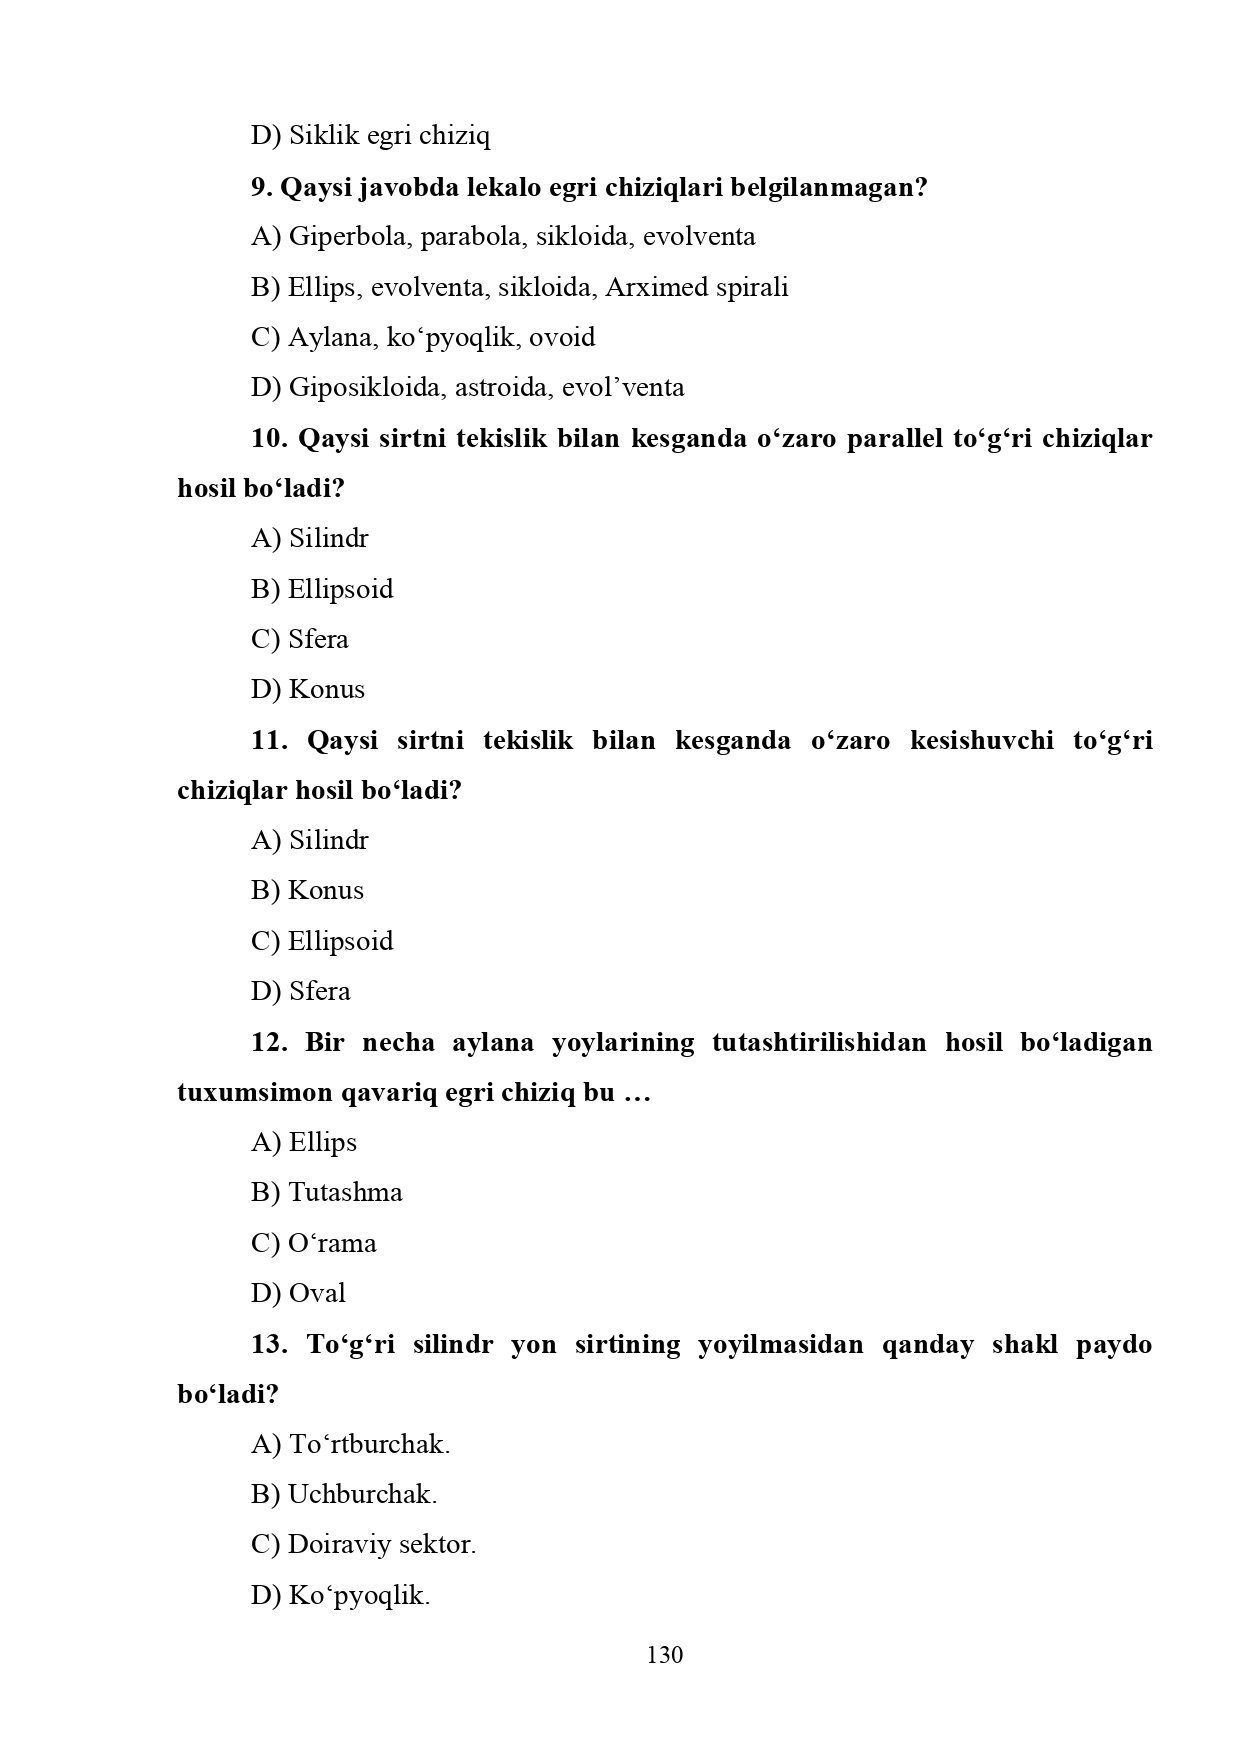 D) Siklik egri chiziq
9. Qaysi javobda lekalo egri chiziqlari belgilanmagan?
A) Giperbola, parabola, sikloida, evolventa
B) Ellips, evolventa, sikloida, Arximed spirali
C) Aylana, ko‘pyoqlik, ovoid
D) Giposikloida, astroida, evol’venta
10. Qaysi sirtni tekislik bilan kesganda o‘zaro parallel to‘g‘ri chiziqlar
hosil bo‘ladi?
A) Silindr
B) Ellipsoid
C) Sfera
D) Konus
11. Qaysi sirtni tekislik bilan kesganda o‘zaro kesishuvchi to‘g‘ri
chiziqlar hosil bo‘ladi?
A) Silindr
B) Konus
C) Ellipsoid
D) Sfera
12. Bir necha aylana yoylarining tutashtirilishidan hosil bo‘ladigan
tuxumsimon qavariq egri chiziq bu …
A) Ellips
B) Tutashma
C) O‘rama
D) Oval
13. To‘g‘ri silindr yon sirtining yoyilmasidan qanday shakl paydo
bo‘ladi?
A) To‘rtburchak.
B) Uchburchak.
C) Doiraviy sektor.
D) Ko‘pyoqlik.
130